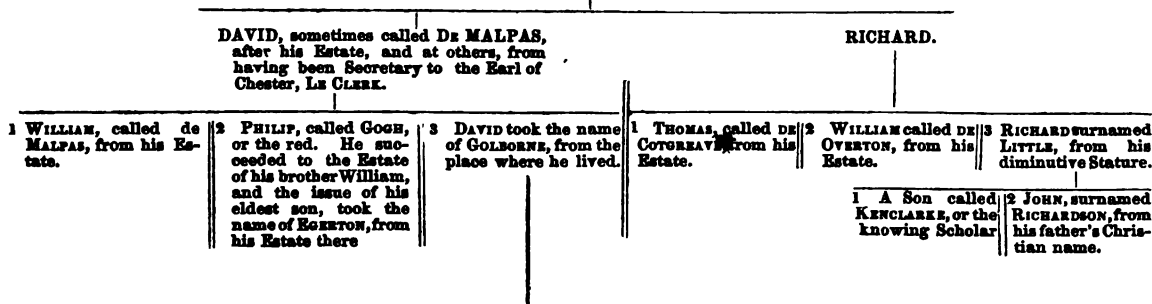 DAVID, sometimes called DE MALPAS,
after his Estate, and at others, from
having been Secretary to the Earl of
Chester, LE CLERK.
RICHARD.
1 WILLIAM, called de
MALPAS, from his Es-
tate.
2 PHILIP, called GOGH,
or the red. He suc-
ceeded to the Estate
of his brother William,
and the issue of his
eldest son, took the
name of EGERTON, from
his Estate there
3 DAVID took the name
of GOLBORNE, from the
place where he lived.
1 THOMAS, called DE
COTGREAVE from his
Estate.
2 WILLIAM called DE
OVERTON, from his
Estate.
3 RICHARD surnamed
LITTLE, from his
diminutive Stature.
1 A Son called
KENCLARKE, or the
knowing Scholar
2 JOHN, surnamed
RICHARDSON, from
his father's Chris-
tian name.